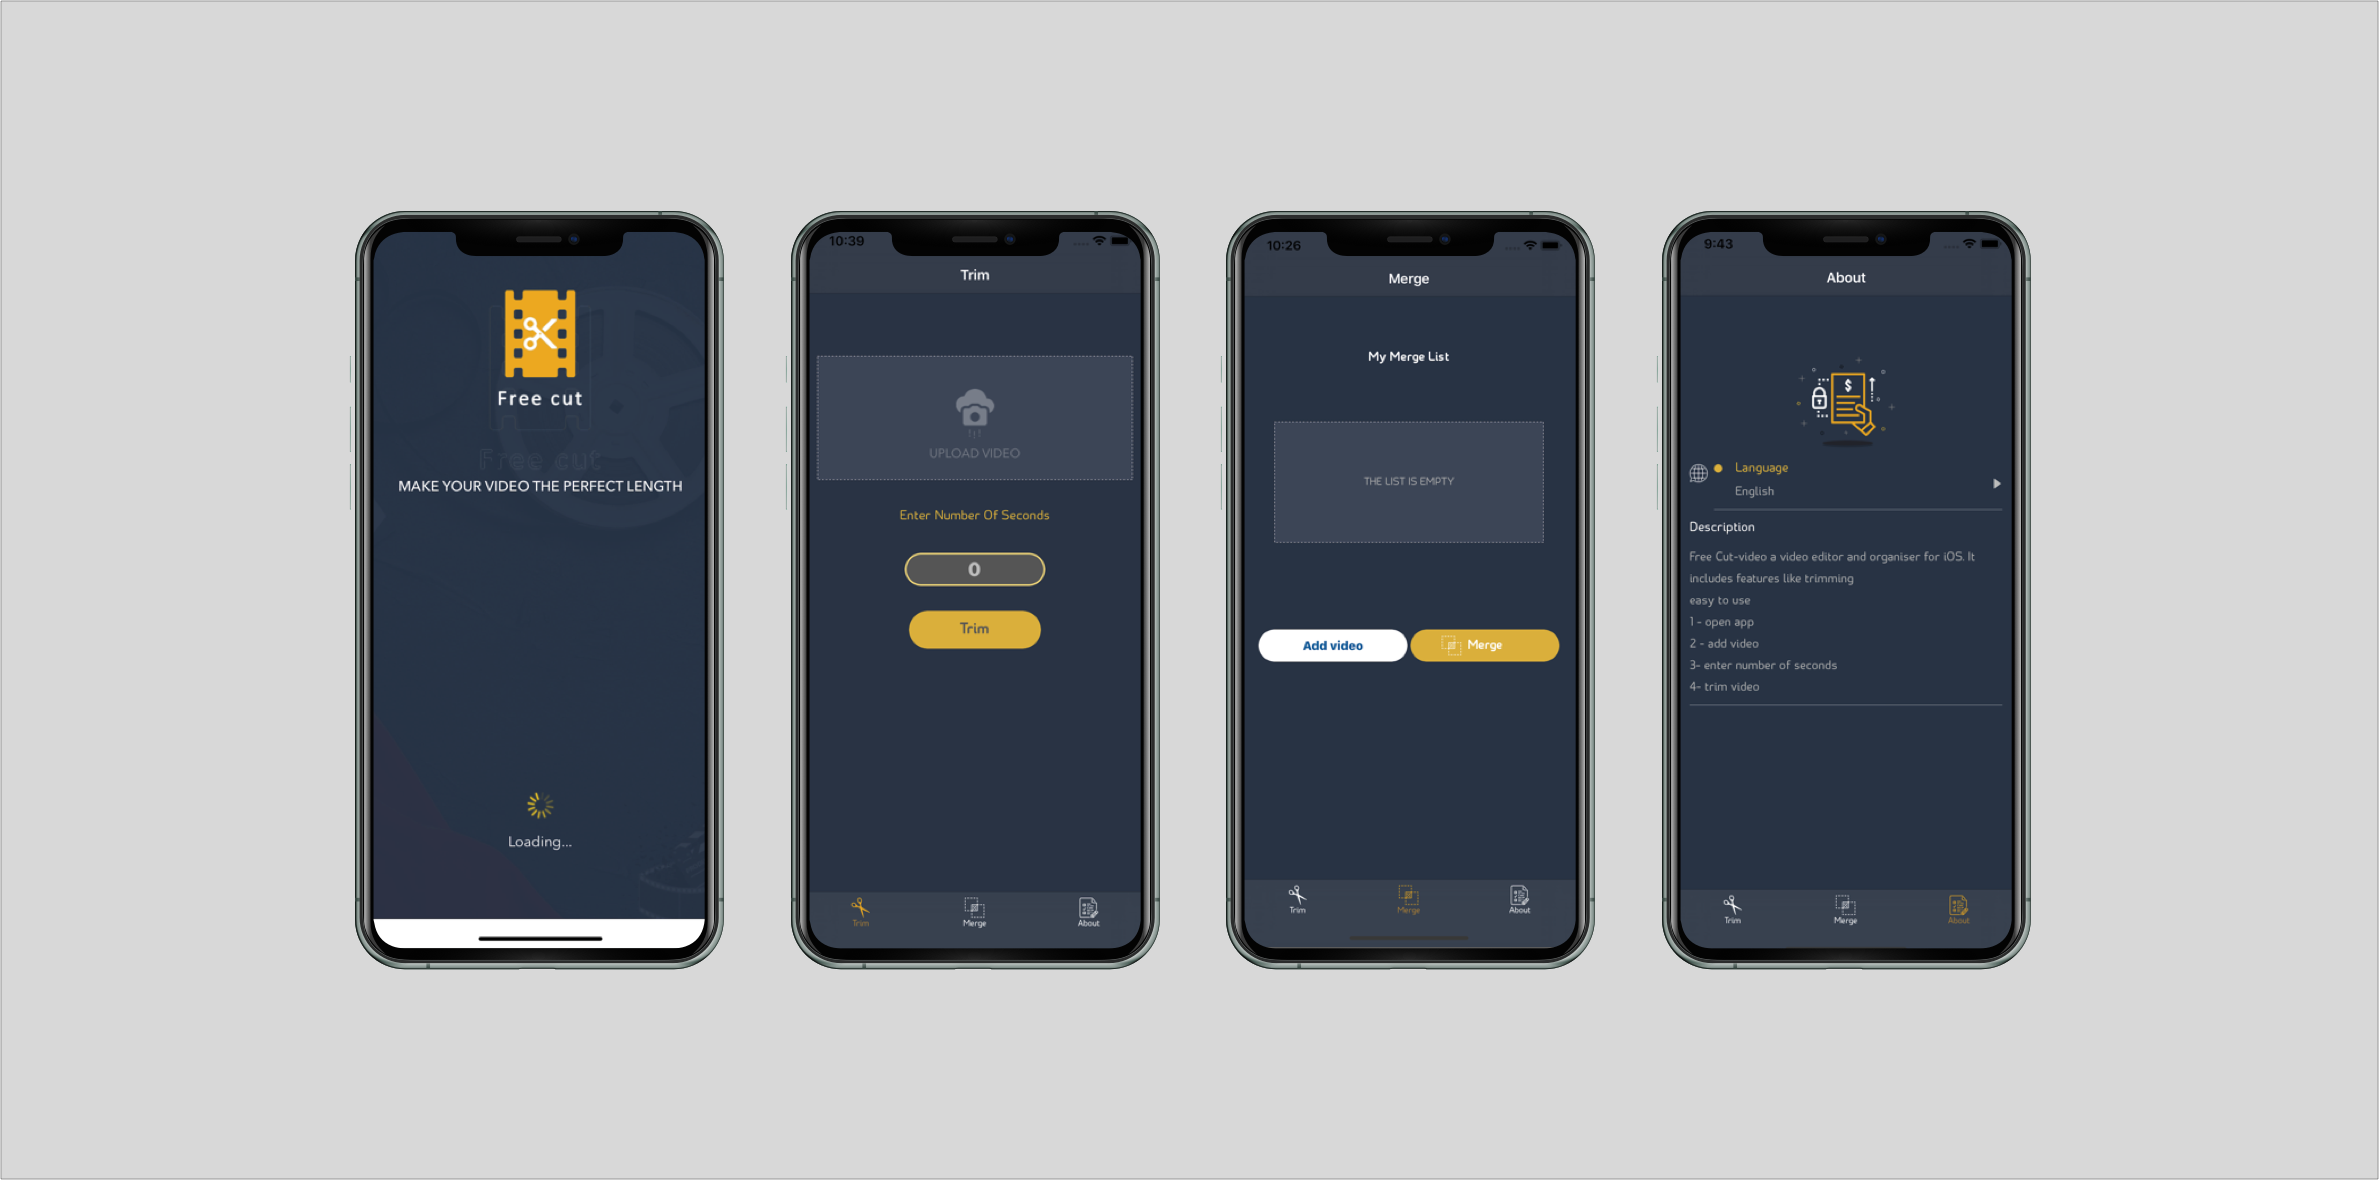 Free cut
Free cut
MAKE YOUR VIDEO THE PERFECT LENGTH
Loading...
10:39
Trim
UPLOAD VIDEO
Enter Number Of Seconds
0
Trim
Trim
Merge
About
10:26
Merge
My Merge List
THE LIST IS EMPTY
Add video
Merge
Trim
Merge
About
9:43
About
$
Language
English
Description
Free Cut-video a video editor and organiser for iOS. It
includes features like trimming
easy to use
1 - open app
2 - add video
3- enter number of seconds
4- trim video
Trim
Merge
About